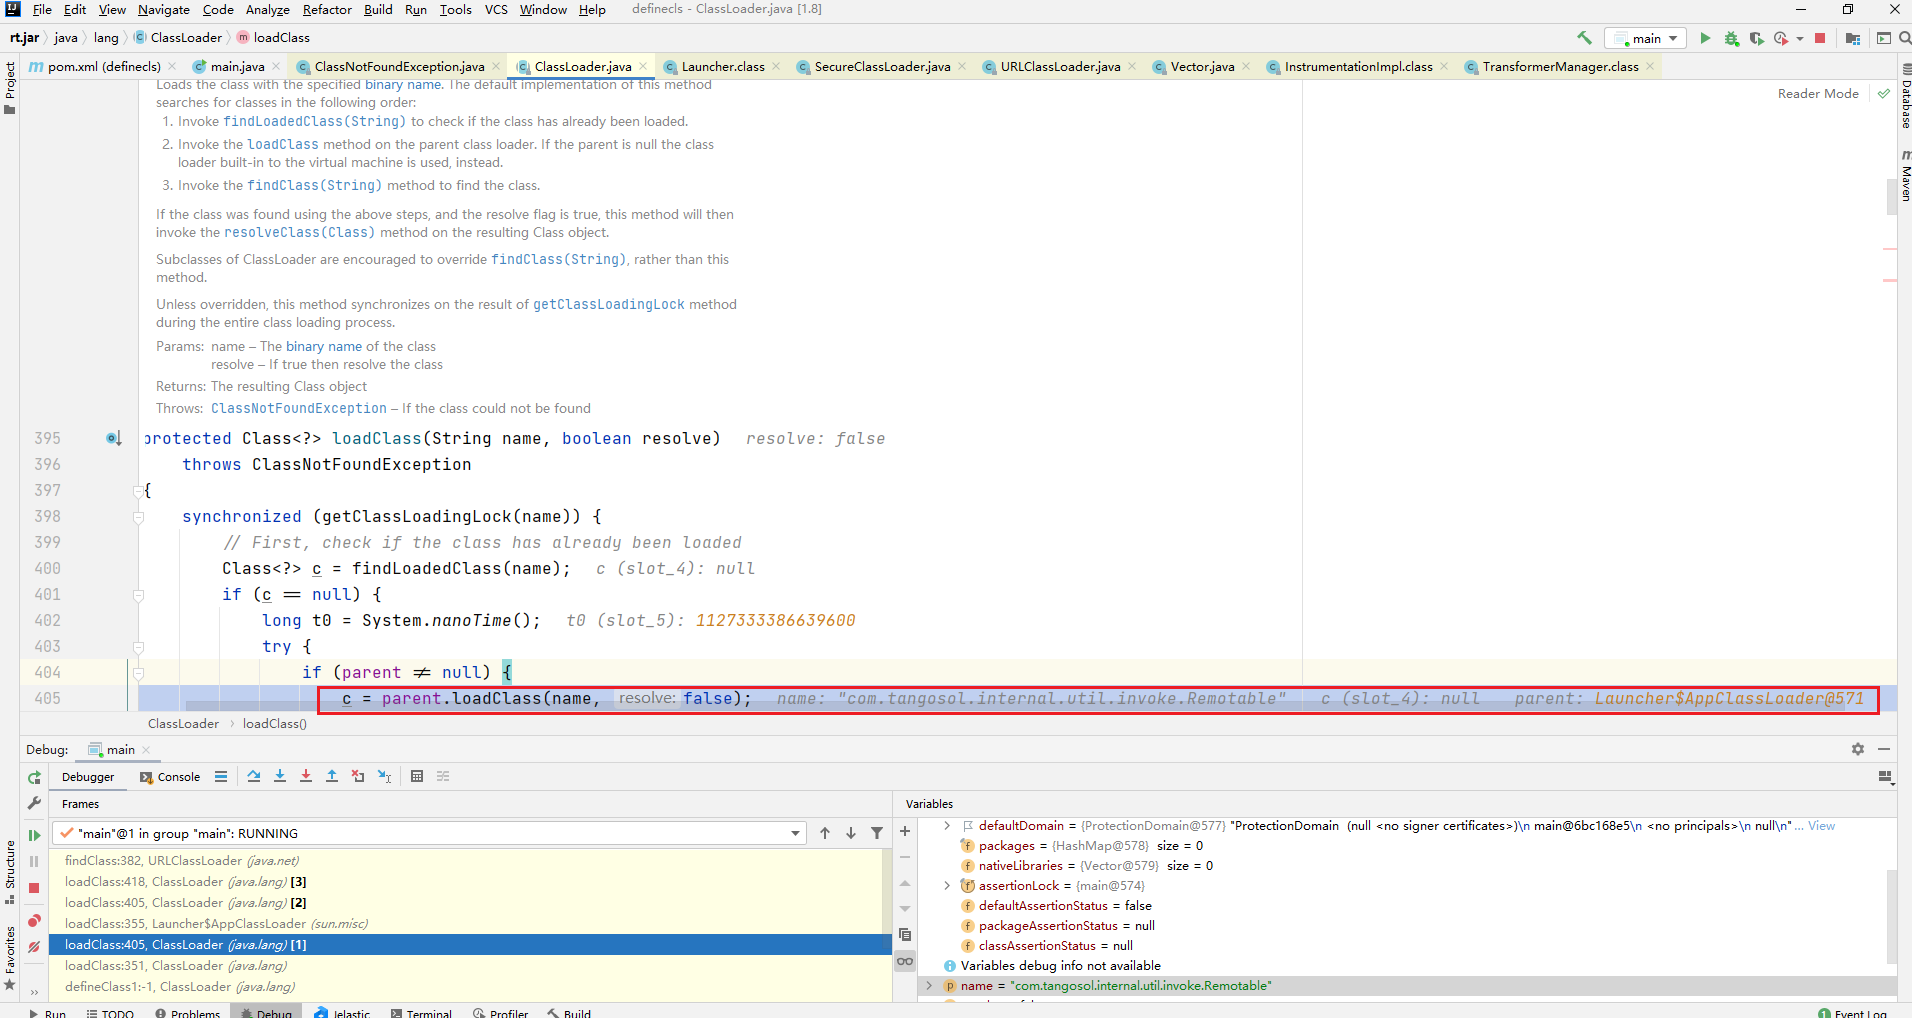 File Edit View Navigate Code Analyze Refactor Build Run Tools VCS Window Help definecls - ClassLoader.java [1.8]
rt.jar java lang ClassLoader loadClass main
pom.xml (definecls) main.java ClassNotFoundException.java ClassLoader.java Launcher.class SecureClassLoader.java URLClassLoader.java Vector.java InstrumentationImpl.class TransformerManager.class
Project
Database
Maven
Reader Mode
Loads the class with the specified binary name. The default implementation of this method
searches for classes in the following order:
1. Invoke findLoadedClass(String) to check if the class has already been loaded.
2. Invoke the loadClass method on the parent class loader. If the parent is null the class
loader built-in to the virtual machine is used, instead.
3. Invoke the findClass(String) method to find the class.
If the class was found using the above steps, and the resolve flag is true, this method will then
invoke the resolveClass(Class) method on the resulting Class object.
Subclasses of ClassLoader are encouraged to override findClass(String), rather than this
method.
Unless overridden, this method synchronizes on the result of getClassLoadingLock method
during the entire class loading process.
Params: name – The binary name of the class
resolve – If true then resolve the class
Returns: The resulting Class object
Throws: ClassNotFoundException – If the class could not be found
395 protected Class<?> loadClass(String name, boolean resolve) resolve: false
396 throws ClassNotFoundException
397 {
398 synchronized (getClassLoadingLock(name)) {
399 // First, check if the class has already been loaded
400 Class<?> c = findLoadedClass(name); c (slot_4): null
401 if (c == null) {
402 long t0 = System.nanoTime(); t0 (slot_5): 1127333386639600
403 try {
404 if (parent != null) {
405 c = parent.loadClass(name, resolve: false); name: "com.tangosol.internal.util.invoke.Remotable" c (slot_4): null parent: Launcher$AppClassLoader@571
ClassLoader loadClass()
Debug: main
Debugger Console
Frames
Variables
"main"@1 in group "main": RUNNING
findClass:382, URLClassLoader (java.net)
loadClass:418, ClassLoader (java.lang) [3]
loadClass:405, ClassLoader (java.lang) [2]
loadClass:355, Launcher$AppClassLoader (sun.misc)
loadClass:405, ClassLoader (java.lang) [1]
loadClass:351, ClassLoader (java.lang)
defineClass1:-1, ClassLoader (java.lang)
defaultDomain = {ProtectionDomain@577} "ProtectionDomain (null <no signer certificates>)\n main@6bc168e5\n <no principals>\n null\n" ... View
packages = {HashMap@578} size = 0
nativeLibraries = {Vector@579} size = 0
assertionLock = {main@574}
defaultAssertionStatus = false
packageAssertionStatus = null
classAssertionStatus = null
Variables debug info not available
name = "com.tangosol.internal.util.invoke.Remotable"
Structure
Favorites
Run TODO Problems Debug Jelastic Terminal Profiler Build 1 Event Log